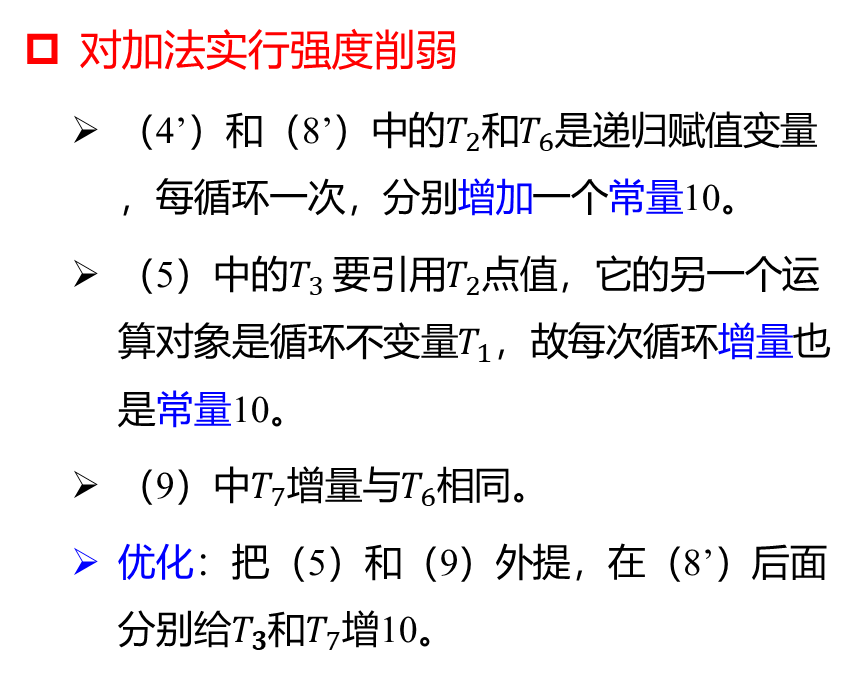 对加法实行强度削弱
（4’）和（8’）中的T₂和T₆是递归赋值变量
，每循环一次，分别增加一个常量10。
（5）中的T₃ 要引用T₂点值，它的另一个运
算对象是循环不变量T₁，故每次循环增量也
是常量10。
（9）中T₇增量与T₆相同。
优化：把（5）和（9）外提，在（8’）后面
分别给T₃和T₇增10。